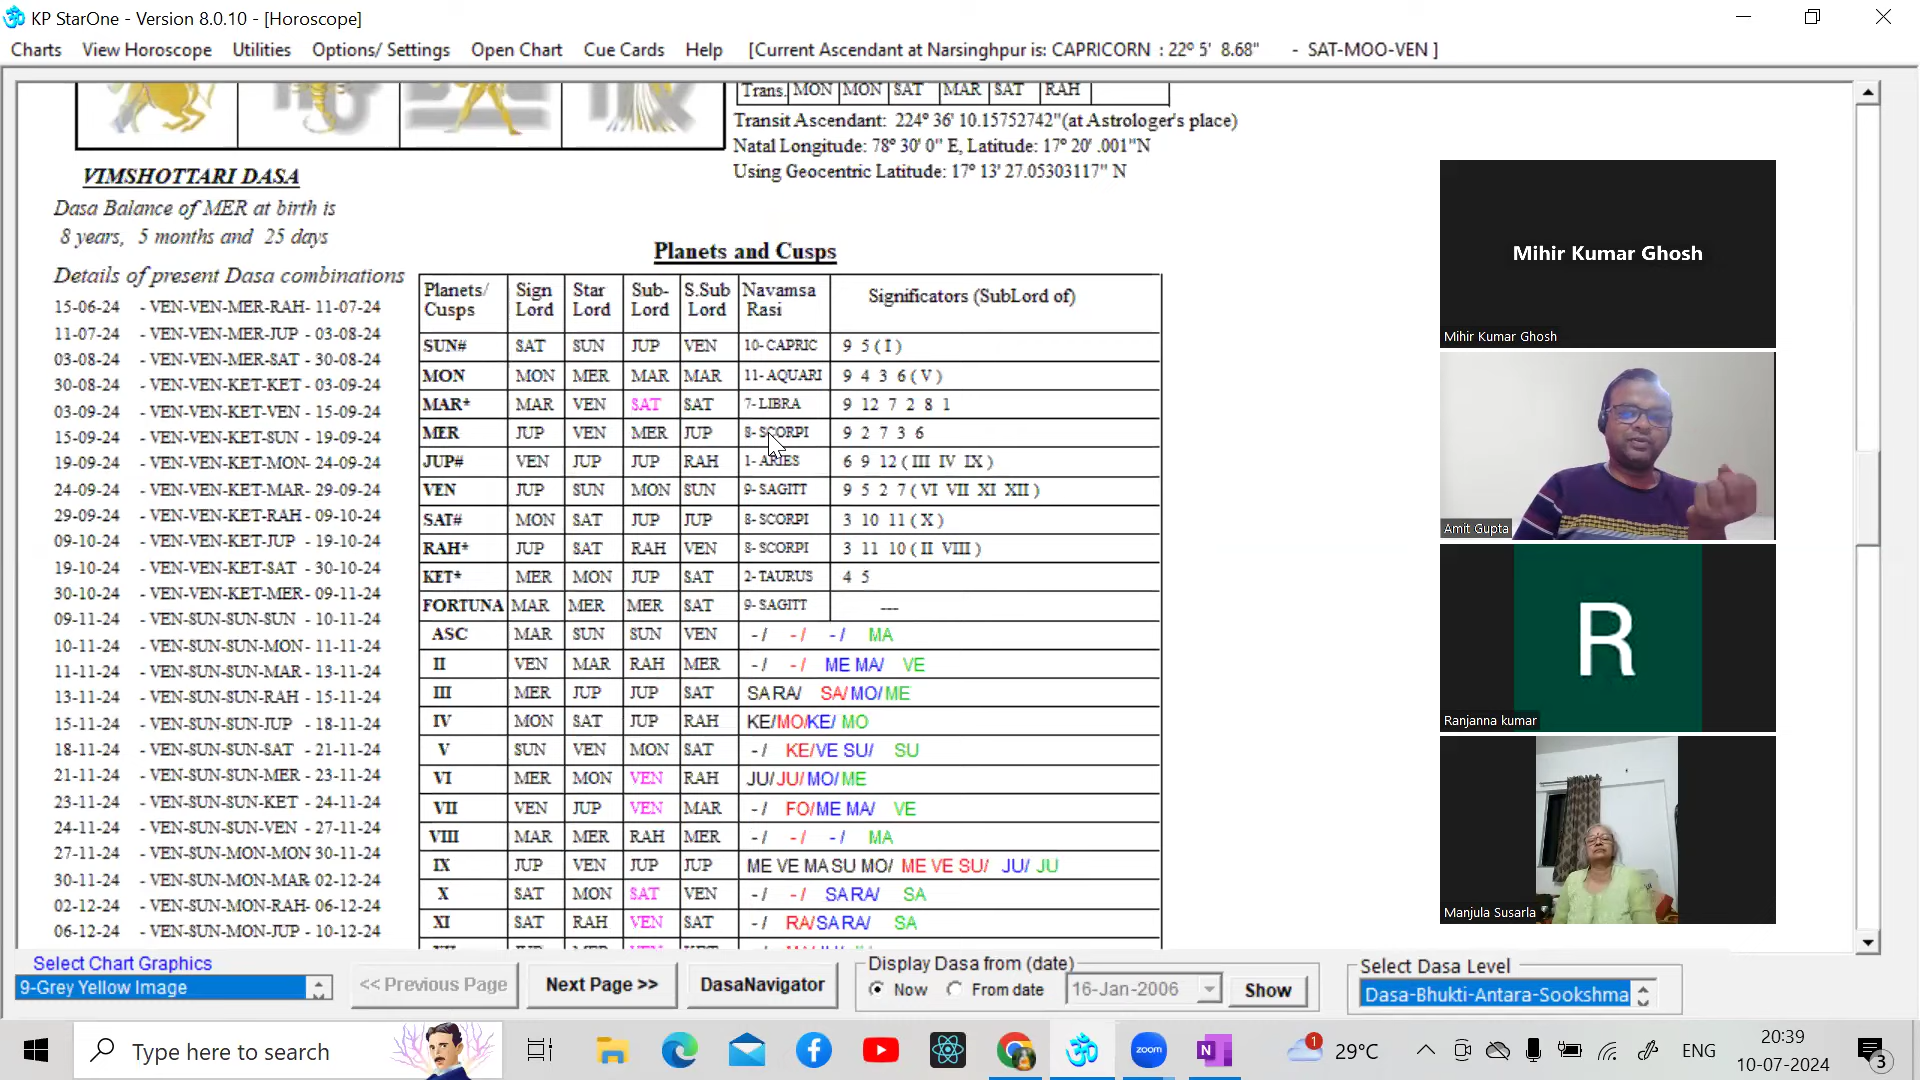 KP StarOne - Version 8.0.10 - [Horoscope]
Charts View Horoscope Utilities Options/ Settings Open Chart Cue Cards Help [Current Ascendant at Narsinghpur is: CAPRICORN : 22º 5' 8.68" - SAT-MOO-VEN ]
Trans. MON MON SAT MAR SAT RAH
Transit Ascendant: 224º 36' 10.15752742"(at Astrologer's place)
Natal Longitude: 78º 30' 0" E, Latitude: 17º 20' .001"N
Using Geocentric Latitude: 17º 13' 27.05303117" N
VIMSHOTTARI DASA
Dasa Balance of MER at birth is
8 years, 5 months and 25 days
Details of present Dasa combinations
15-06-24 - VEN-VEN-MER-RAH- 11-07-24
11-07-24 - VEN-VEN-MER-JUP - 03-08-24
03-08-24 - VEN-VEN-MER-SAT - 30-08-24
30-08-24 - VEN-VEN-KET-KET - 03-09-24
03-09-24 - VEN-VEN-KET-VEN - 15-09-24
15-09-24 - VEN-VEN-KET-SUN - 19-09-24
19-09-24 - VEN-VEN-KET-MON- 24-09-24
24-09-24 - VEN-VEN-KET-MAR- 29-09-24
29-09-24 - VEN-VEN-KET-RAH - 09-10-24
09-10-24 - VEN-VEN-KET-JUP - 19-10-24
19-10-24 - VEN-VEN-KET-SAT - 30-10-24
30-10-24 - VEN-VEN-KET-MER- 09-11-24
09-11-24 - VEN-SUN-SUN-SUN - 10-11-24
10-11-24 - VEN-SUN-SUN-MON- 11-11-24
11-11-24 - VEN-SUN-SUN-MAR - 13-11-24
13-11-24 - VEN-SUN-SUN-RAH - 15-11-24
15-11-24 - VEN-SUN-SUN-JUP - 18-11-24
18-11-24 - VEN-SUN-SUN-SAT - 21-11-24
21-11-24 - VEN-SUN-SUN-MER - 23-11-24
23-11-24 - VEN-SUN-SUN-KET - 24-11-24
24-11-24 - VEN-SUN-SUN-VEN - 27-11-24
27-11-24 - VEN-SUN-MON-MON 30-11-24
30-11-24 - VEN-SUN-MON-MAR 02-12-24
02-12-24 - VEN-SUN-MON-RAH- 06-12-24
06-12-24 - VEN-SUN-MON-JUP - 10-12-24
Planets and Cusps
Planets/ Cusps Sign Lord Star Lord Sub- Lord S.Sub Lord Navamsa Rasi Significators (SubLord of)
SUN# SAT SUN JUP VEN 10- CAPRIC 9 5 ( I )
MON MON MER MAR MAR 11- AQUARI 9 4 3 6 ( V )
MAR* MAR VEN SAT SAT 7- LIBRA 9 12 7 2 8 1
MER JUP VEN MER JUP 8- SCORPI 9 2 7 3 6
JUP# VEN JUP JUP RAH 1- ARIES 6 9 12 ( III IV IX )
VEN JUP SUN MON SUN 9- SAGITT 9 5 2 7 ( VI VII XI XII )
SAT# MON SAT JUP JUP 8- SCORPI 3 10 11 ( X )
RAH* JUP SAT RAH VEN 8- SCORPI 3 11 10 ( II VIII )
KET* MER MON JUP SAT 2- TAURUS 4 5
FORTUNA MAR MER MER SAT 9- SAGITT ---
ASC MAR SUN SUN VEN - / - / - / MA
II VEN MAR RAH MER - / - / ME MA/ VE
III MER JUP JUP SAT SA RA/ SA/ MO/ ME
IV MON SAT JUP RAH KE/ MO/ KE/ MO
V SUN VEN MON SAT - / KE/ VE SU/ SU
VI MER MON VEN RAH JU/ JU/ MO/ ME
VII VEN JUP VEN MAR - / FO/ ME MA/ VE
VIII MAR MER RAH MER - / - / - / MA
IX JUP VEN JUP JUP ME VE MA SU MO/ ME VE SU/ JU/ JU
X SAT MON SAT VEN - / - / SA RA/ SA
XI SAT RAH VEN SAT - / RA/ SA RA/ SA
Mihir Kumar Ghosh
Mihir Kumar Ghosh
Amit Gupta
R
Ranjanna kumar
Manjula Susarla
Select Chart Graphics
9-Grey Yellow Image
<< Previous Page
Next Page >>
DasaNavigator
Display Dasa from (date)
Now From date 16-Jan-2006 Show
Select Dasa Level
Dasa-Bhukti-Antara-Sookshma
Type here to search
zoom
N
1
29°C
ENG
20:39
10-07-2024
3